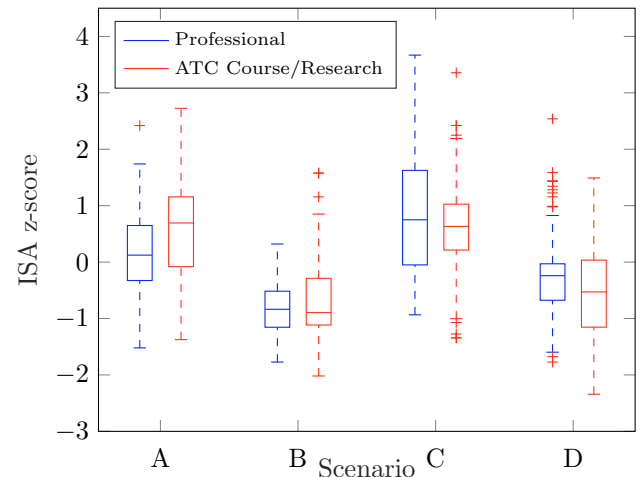 4
3
2
1
0
−1
−2
−3
ISA z-score
Professional
ATC Course/Research
A B C D
Scenario